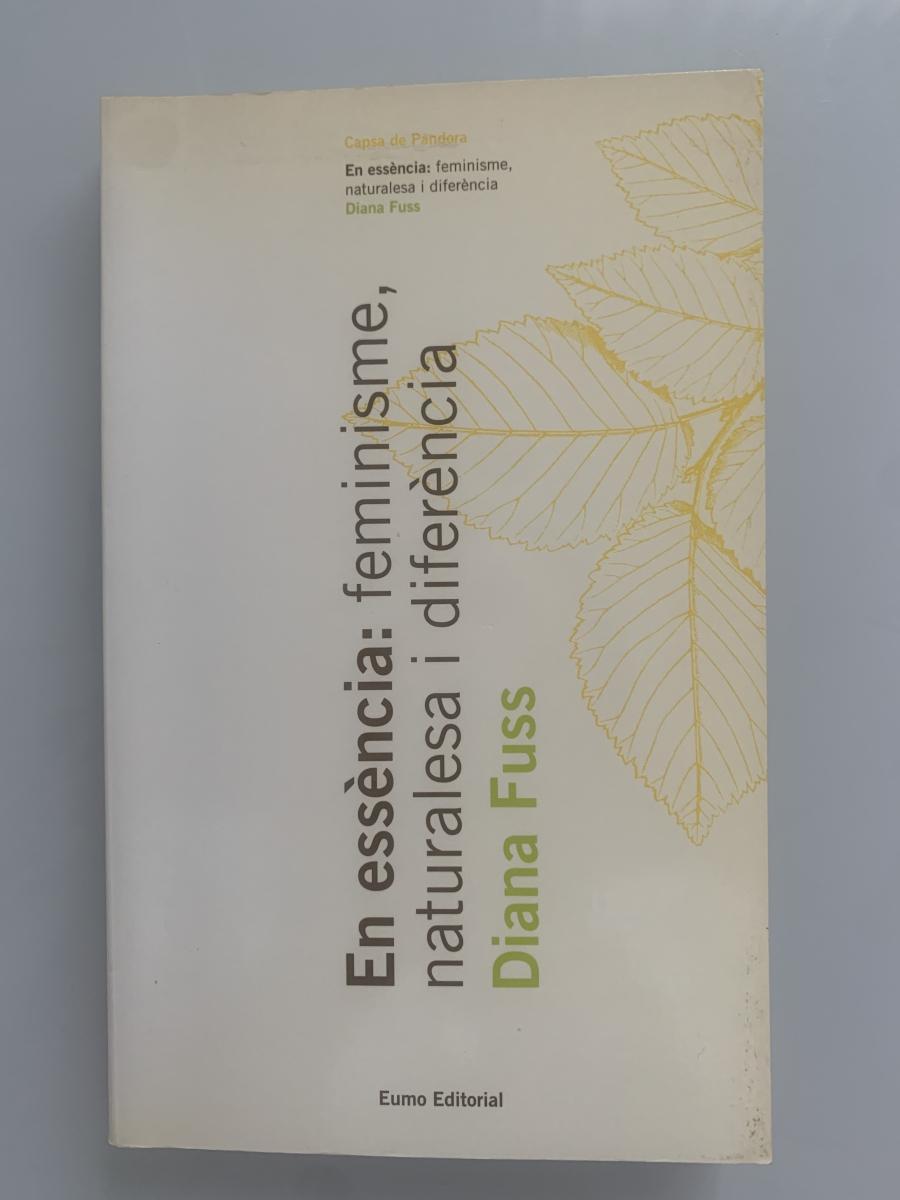 Capsa de Pandora
En essència: feminisme,
naturalesa i diferència
Diana Fuss
En essència: feminisme,
naturalesa i diferència
Diana Fuss
Eumo Editorial